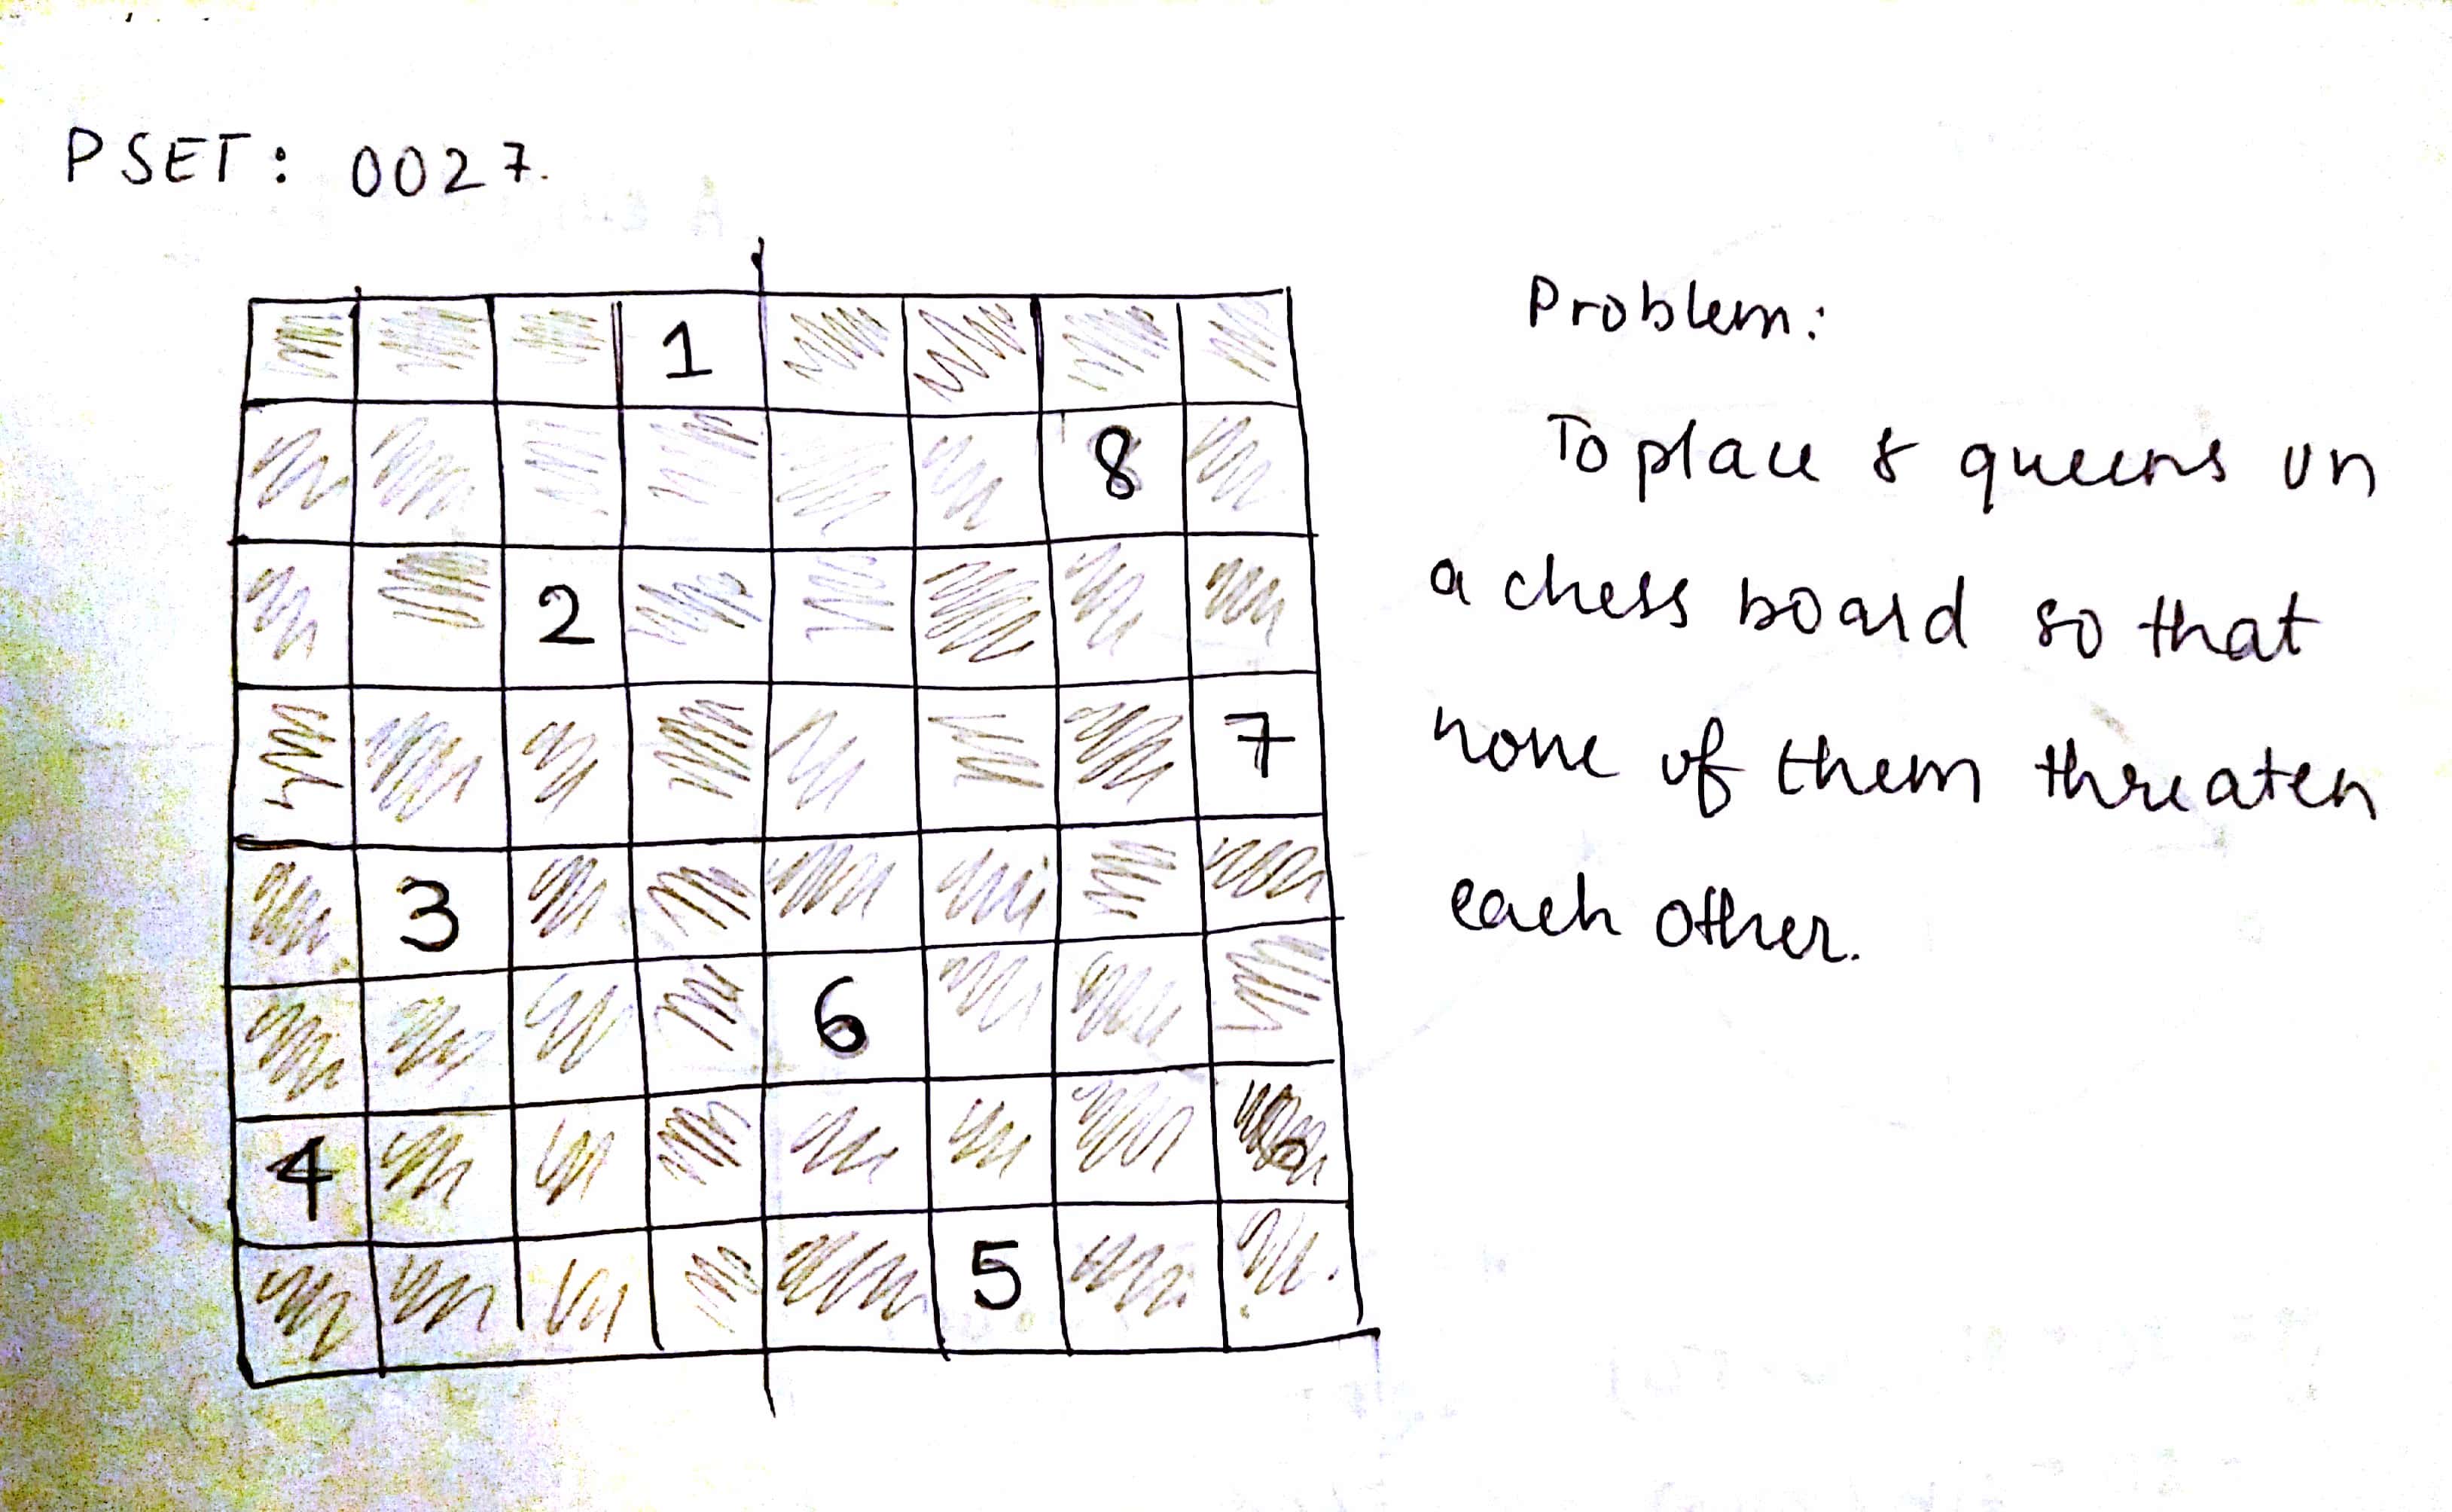 PSET: 0027.
1
8
2
7
3
6
4
5
Problem:
To place 8 queens on
a chess board so that
none of them threaten
each other.